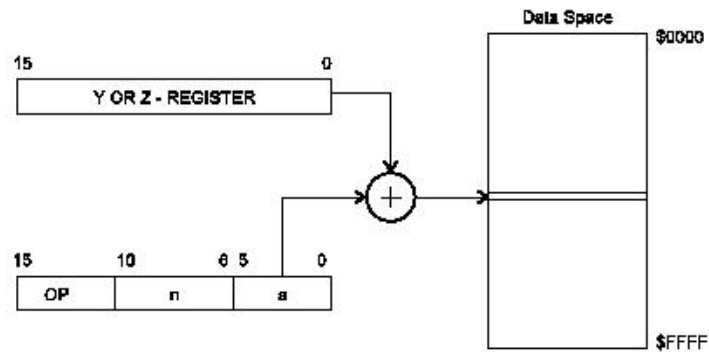 Data Space
$0000
15 0
Y OR Z - REGISTER
15 10 6 5 0
OP n a
$FFFF